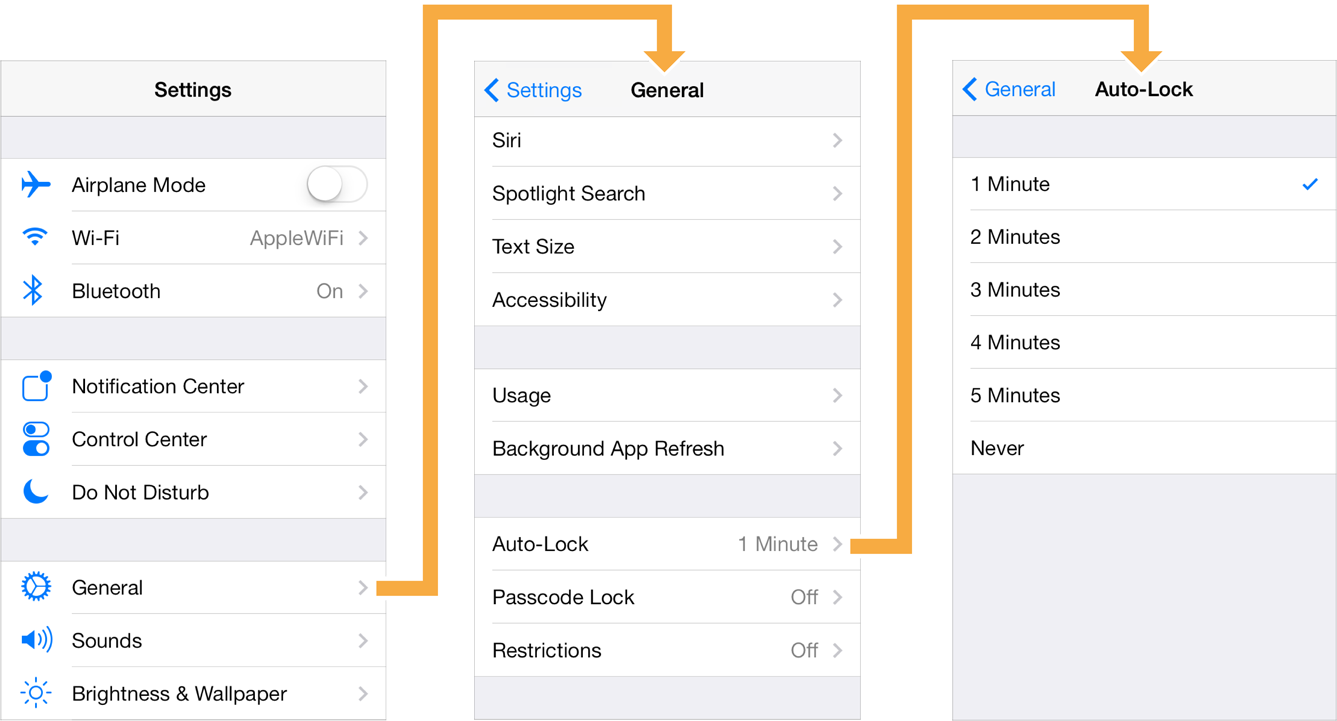 Settings
Airplane Mode
Wi-Fi AppleWiFi
Bluetooth On
Notification Center
Control Center
Do Not Disturb
General
Sounds
Brightness & Wallpaper
Settings General
Siri
Spotlight Search
Text Size
Accessibility
Usage
Background App Refresh
Auto-Lock 1 Minute
Passcode Lock Off
Restrictions Off
General Auto-Lock
1 Minute
2 Minutes
3 Minutes
4 Minutes
5 Minutes
Never